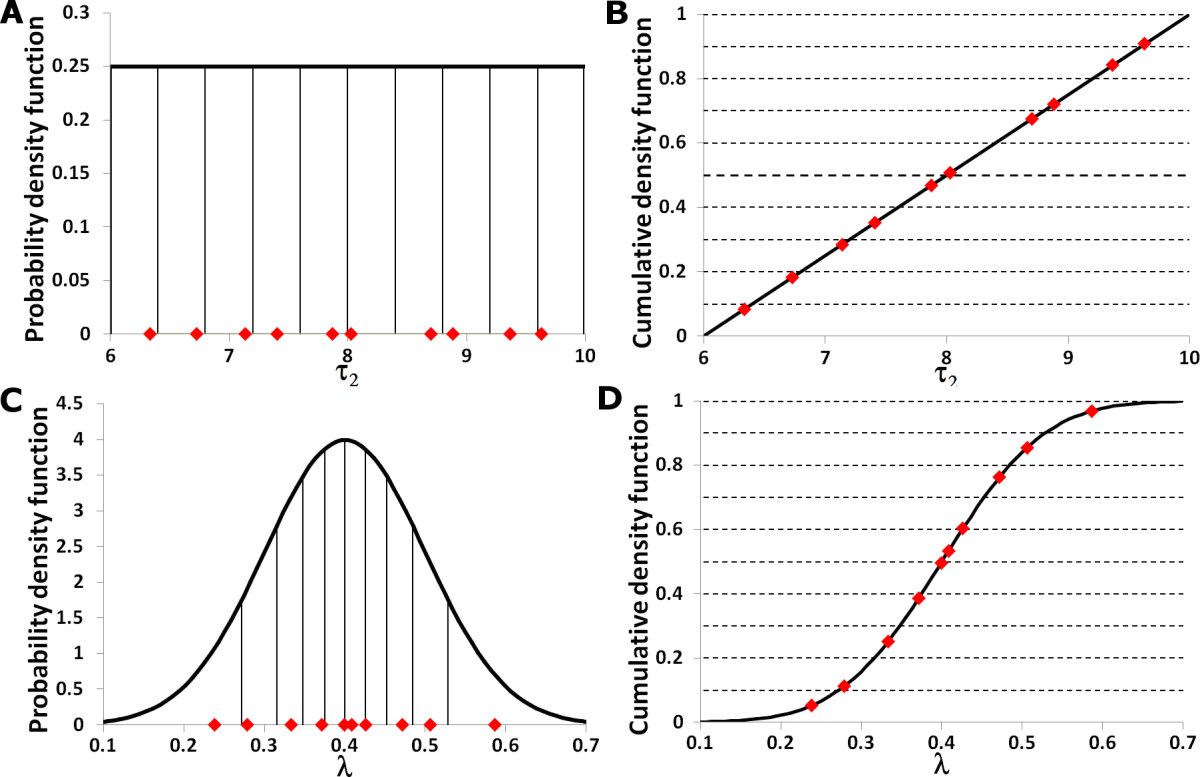 A
Probability density function
0.3
0.25
0.2
0.15
0.1
0.05
0
6 7 8 9 10
τ2
B
Cumulative density function
1
0.8
0.6
0.4
0.2
0
6 7 8 9 10
τ2
C
Probability density function
4.5
4
3.5
3
2.5
2
1.5
1
0.5
0
0.1 0.2 0.3 0.4 0.5 0.6 0.7
λ
D
Cumulative density function
1
0.8
0.6
0.4
0.2
0
0.1 0.2 0.3 0.4 0.5 0.6 0.7
λ